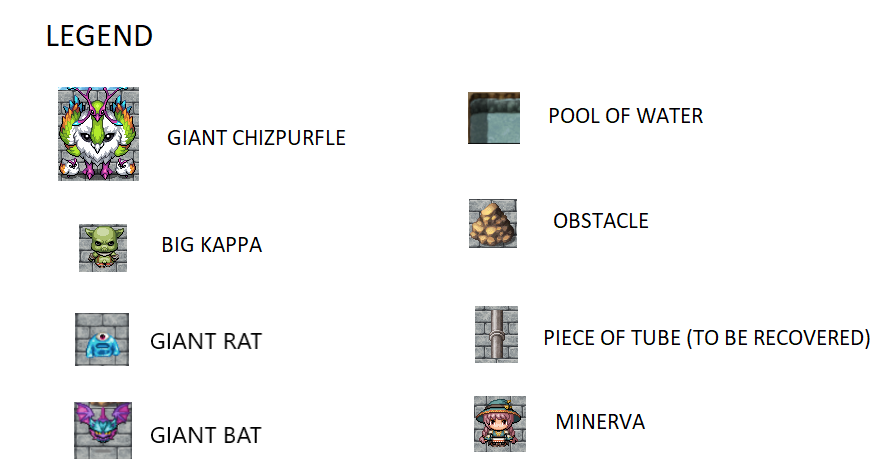 LEGEND
GIANT CHIZPURFLE
BIG KAPPA
GIANT RAT
GIANT BAT
POOL OF WATER
OBSTACLE
PIECE OF TUBE (TO BE RECOVERED)
MINERVA